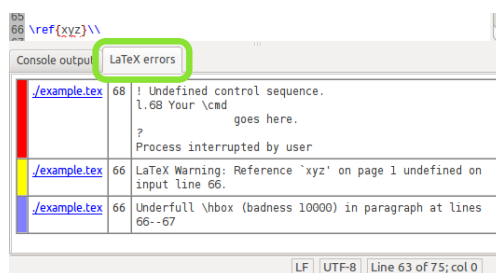 65
66 \ref{xyz}\\
Console output LaTeX errors
./example.tex 68 ! Undefined control sequence.
l.68 Your \cmd
goes here.
?
Process interrupted by user
./example.tex 66 LaTeX Warning: Reference `xyz' on page 1 undefined on
input line 66.
./example.tex 66 Underfull \hbox (badness 10000) in paragraph at lines
66--67
LF UTF-8 Line 63 of 75; col 0